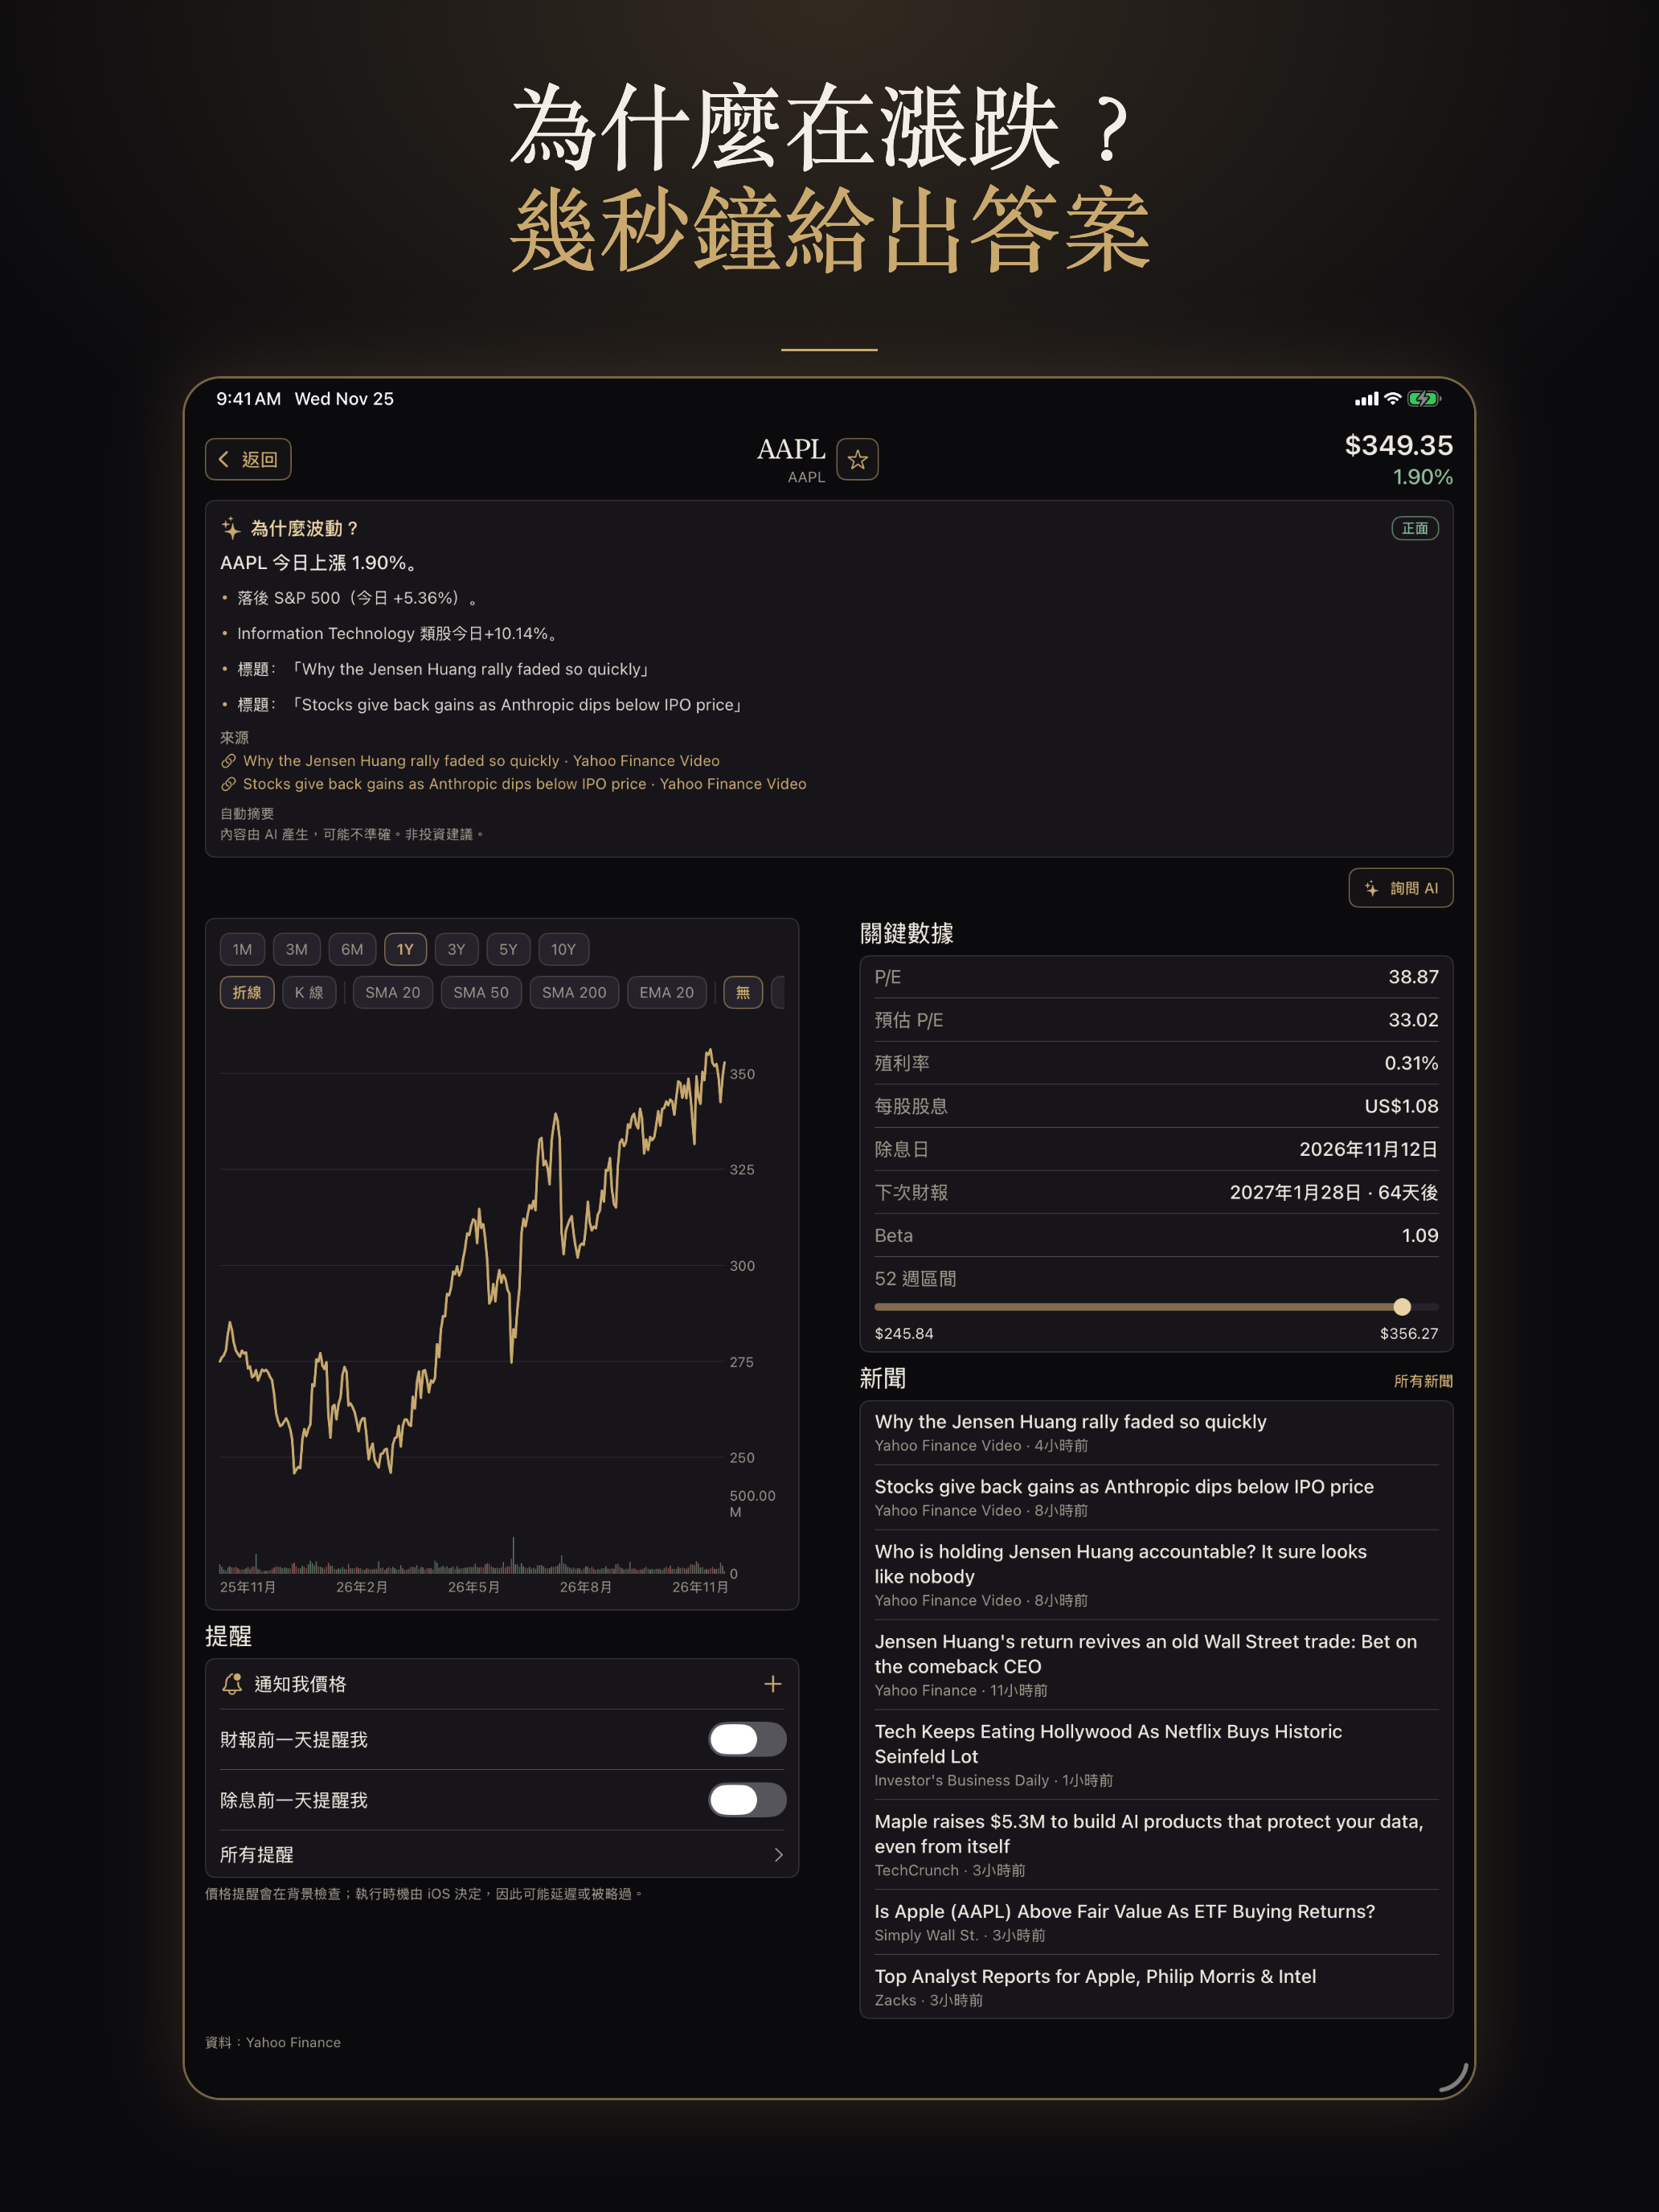 為什麼在漲跌？
幾秒鐘給出答案
9:41 AM Wed Nov 25
返回
AAPL
AAPL
$349.35
1.90%
為什麼波動？
正面
AAPL 今日上漲 1.90%。
• 落後 S&P 500（今日 +5.36%）。
• Information Technology 類股今日+10.14%。
• 標題：「Why the Jensen Huang rally faded so quickly」
• 標題：「Stocks give back gains as Anthropic dips below IPO price」
來源
Why the Jensen Huang rally faded so quickly · Yahoo Finance Video
Stocks give back gains as Anthropic dips below IPO price · Yahoo Finance Video
自動摘要
內容由 AI 產生，可能不準確。非投資建議。
詢問 AI
1M 3M 6M 1Y 3Y 5Y 10Y
折線 K 線 SMA 20 SMA 50 SMA 200 EMA 20 無
350
325
300
275
250
500.00
M
0
25年11月 26年2月 26年5月 26年8月 26年11月
提醒
通知我價格
財報前一天提醒我
除息前一天提醒我
所有提醒
價格提醒會在背景檢查；執行時機由 iOS 決定，因此可能延遲或被略過。
關鍵數據
P/E 38.87
預估 P/E 33.02
殖利率 0.31%
每股股息 US$1.08
除息日 2026年11月12日
下次財報 2027年1月28日 · 64天後
Beta 1.09
52 週區間
$245.84 $356.27
新聞 所有新聞
Why the Jensen Huang rally faded so quickly
Yahoo Finance Video · 4小時前
Stocks give back gains as Anthropic dips below IPO price
Yahoo Finance Video · 8小時前
Who is holding Jensen Huang accountable? It sure looks
like nobody
Yahoo Finance Video · 8小時前
Jensen Huang's return revives an old Wall Street trade: Bet on
the comeback CEO
Yahoo Finance · 11小時前
Tech Keeps Eating Hollywood As Netflix Buys Historic
Seinfeld Lot
Investor's Business Daily · 1小時前
Maple raises $5.3M to build AI products that protect your data,
even from itself
TechCrunch · 3小時前
Is Apple (AAPL) Above Fair Value As ETF Buying Returns?
Simply Wall St. · 3小時前
Top Analyst Reports for Apple, Philip Morris & Intel
Zacks · 3小時前
資料：Yahoo Finance